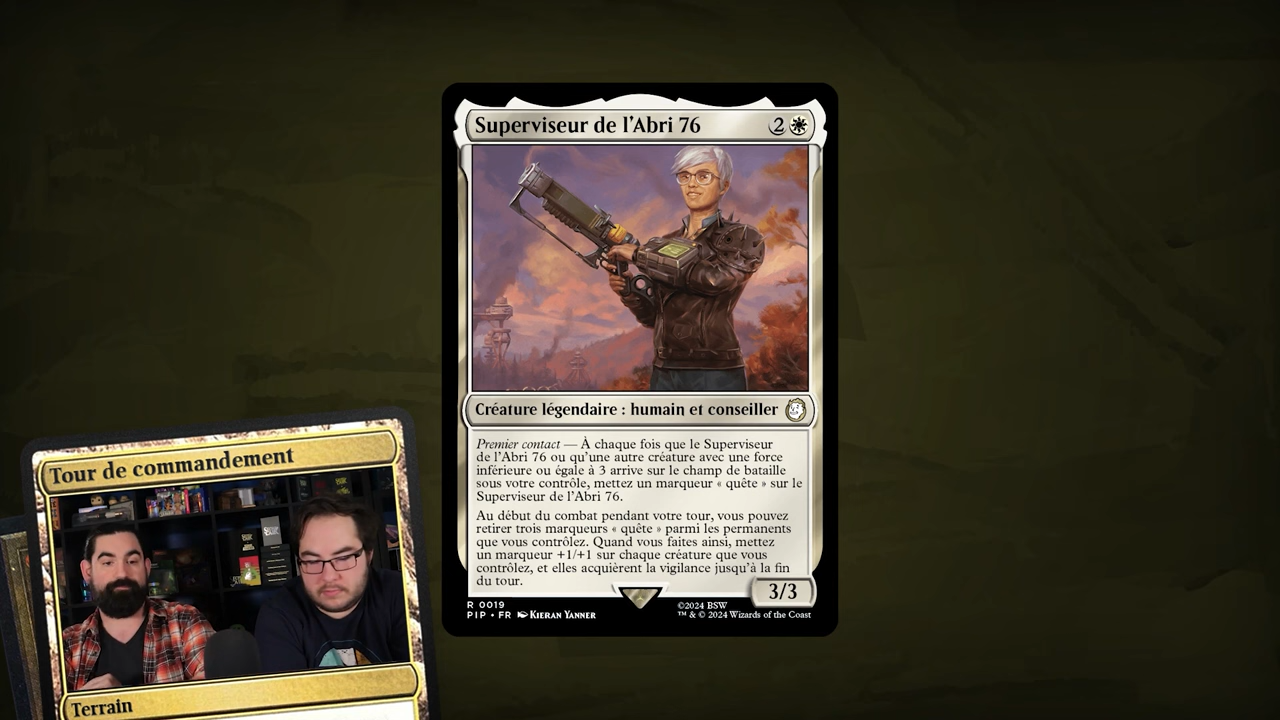 Superviseur de l'Abri 76
2
Créature légendaire : humain et conseiller
Premier contact — À chaque fois que le Superviseur
de l'Abri 76 ou qu'une autre créature avec une force
inférieure ou égale à 3 arrive sur le champ de bataille
sous votre contrôle, mettez un marqueur « quête » sur le
Superviseur de l'Abri 76.
Au début du combat pendant votre tour, vous pouvez
retirer trois marqueurs « quête » parmi les permanents
que vous contrôlez. Quand vous faites ainsi, mettez
un marqueur +1/+1 sur chaque créature que vous
contrôlez, et elles acquièrent la vigilance jusqu'à la fin
du tour.
3/3
R 0019
PIP • FR KIERAN YANNER
©2024 BSW
™ & © 2024 Wizards of the Coast
Tour de commandement
Terrain